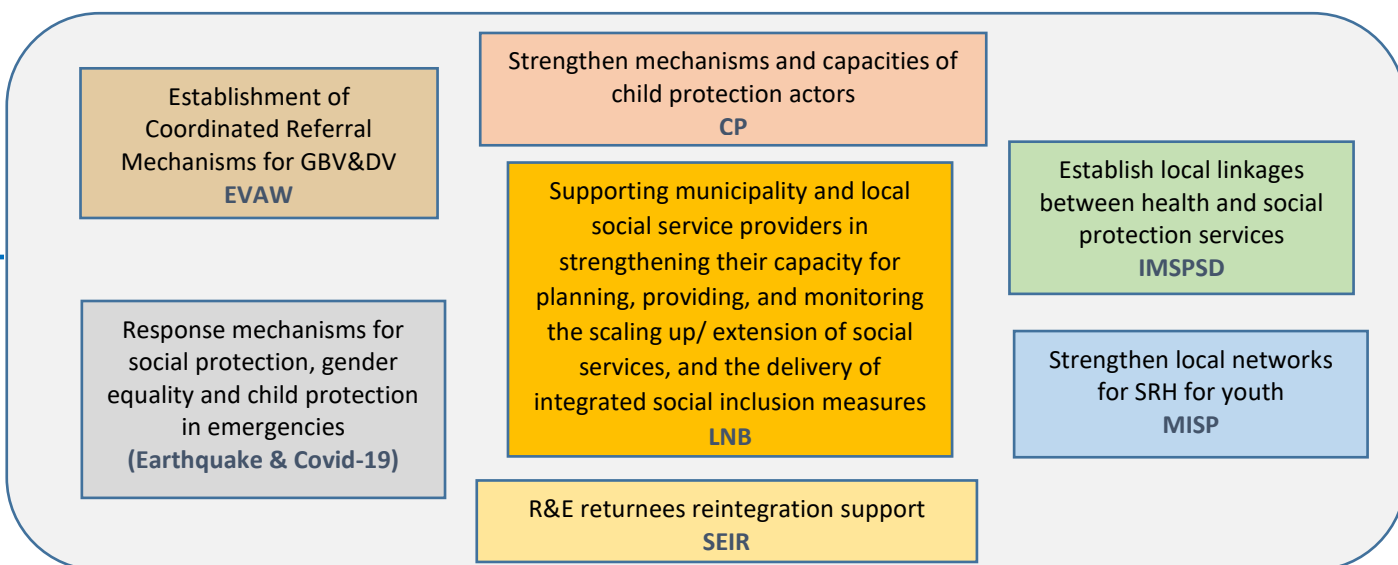 Establishment of
Coordinated Referral
Mechanisms for GBV&DV
EVAW
Response mechanisms for
social protection, gender
equality and child protection
in emergencies
(Earthquake & Covid-19)
Strengthen mechanisms and capacities of
child protection actors
CP
Supporting municipality and local
social service providers in
strengthening their capacity for
planning, providing, and monitoring
the scaling up/ extension of social
services, and the delivery of
integrated social inclusion measures
LNB
R&E returnees reintegration support
SEIR
Establish local linkages
between health and social
protection services
IMSPSD
Strengthen local networks
for SRH for youth
MISP